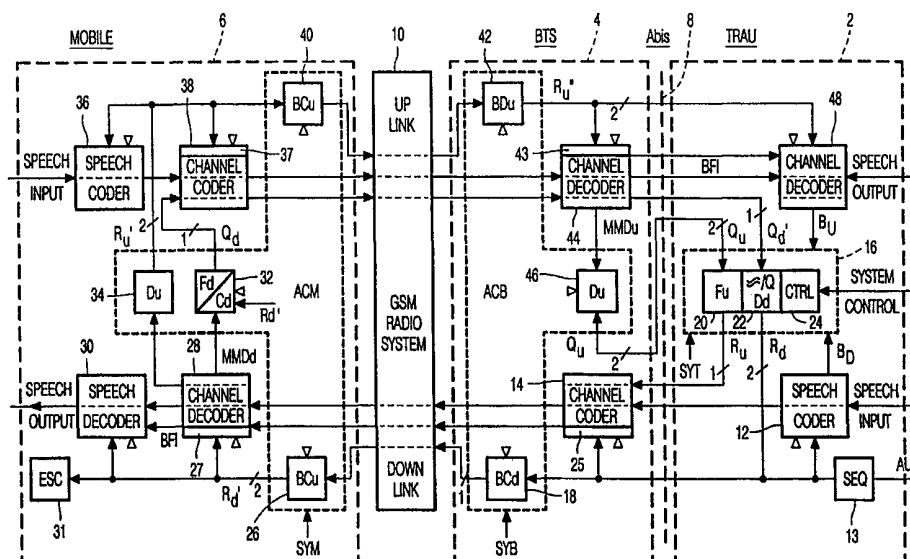 MOBILE
6
40
10
42
BTS
4
Abis
8
TRAU
2
36
38
BCu
UP
LINK
BDu
Ru"
2
48
37
43
SPEECH
INPUT
SPEECH
CODER
CHANNEL
CODER
CHANNEL
DECODER
BFI
CHANNEL
DECODER
SPEECH
OUTPUT
44
2
Ru'
1
Qd
MMDu
2
Qu
1
Qd'
BU
16
34
Du
Fd
Cd
32
Rd'
ACM
GSM
RADIO
SYSTEM
ACB
46
Du
Fu
≈/Q
Dd
CTRL
SYSTEM
CONTROL
20
22
24
30
28
MMDd
Qu
2
14
SYT
Ru
1
Rd
2
BD
SPEECH
OUTPUT
SPEECH
DECODER
CHANNEL
DECODER
BFI
CHANNEL
CODER
12
SPEECH
CODER
SPEECH
INPUT
27
25
ESC
31
Rd'
2
BCu
26
DOWN
LINK
BCd
18
SEQ
13
SYM
SYB